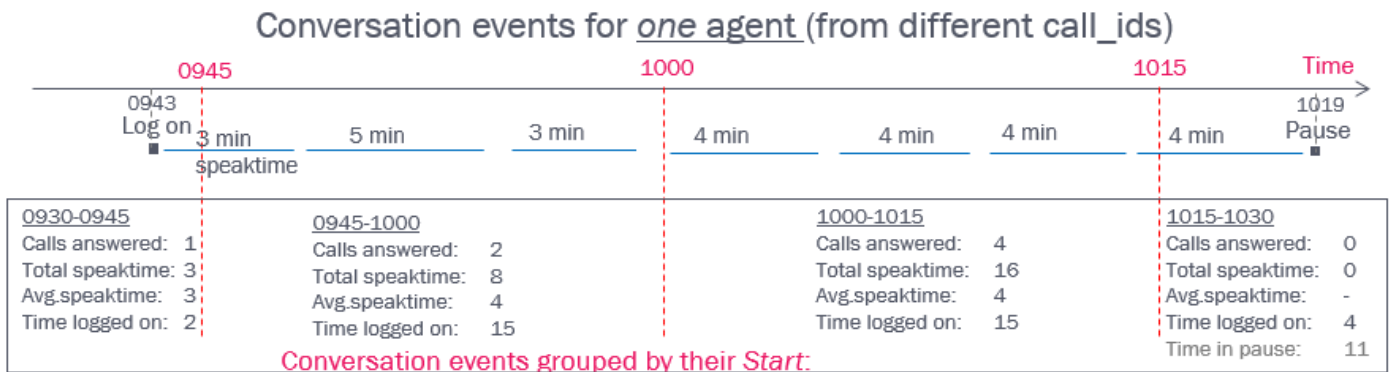 Conversation events for one agent (from different call_ids)
0945 1000 1015 Time
0943 1019
Log on Pause
3 min 5 min 3 min 4 min 4 min 4 min 4 min
speaktime
0930-0945
Calls answered: 1
Total speaktime: 3
Avg.speaktime: 3
Time logged on: 2
0945-1000
Calls answered: 2
Total speaktime: 8
Avg.speaktime: 4
Time logged on: 15
1000-1015
Calls answered: 4
Total speaktime: 16
Avg.speaktime: 4
Time logged on: 15
1015-1030
Calls answered: 0
Total speaktime: 0
Avg.speaktime: -
Time logged on: 4
Time in pause: 11
Conversation events grouped by their Start: